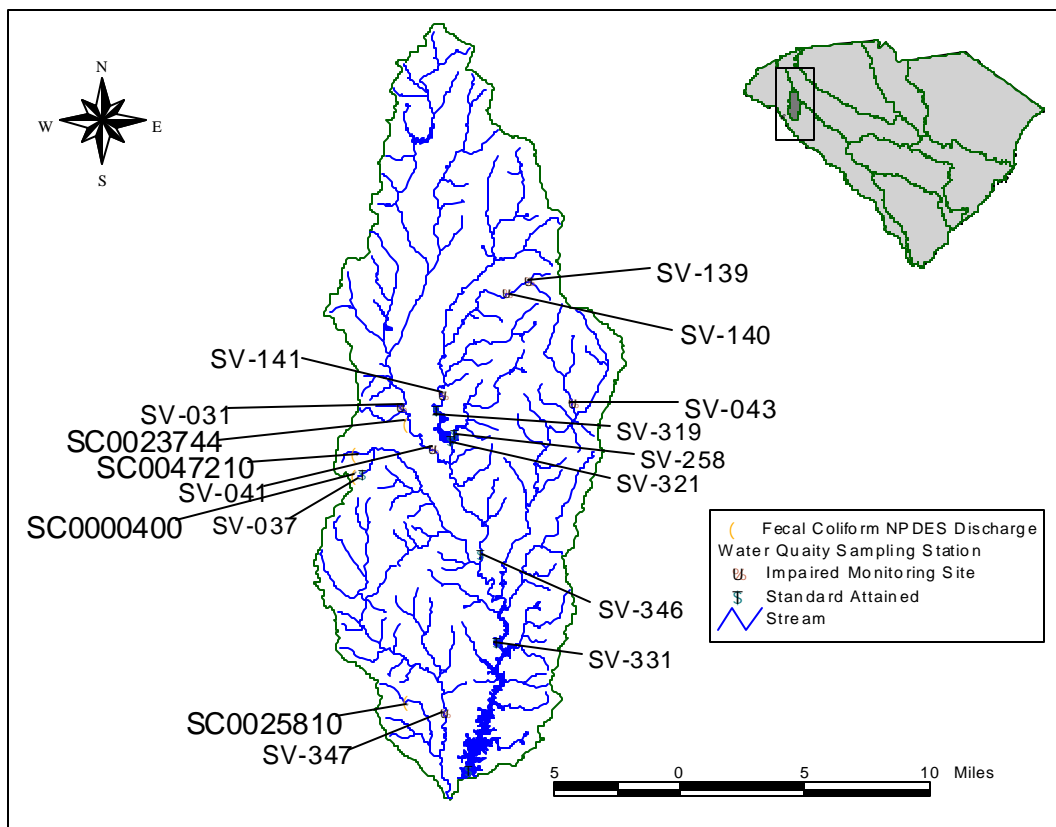 N
W
E
S
SV-139
SV-140
SV-141
SV-031
SC0023744
SC0047210
SV-041
SC0000400
SV-037
SV-043
SV-319
SV-258
SV-321
SV-346
SV-331
SC0025810
SV-347
Fecal Coliform NPDES Discharge
Water Quaity Sampling Station
Impaired Monitoring Site
Standard Attained
Stream
5 0 5 10 Miles